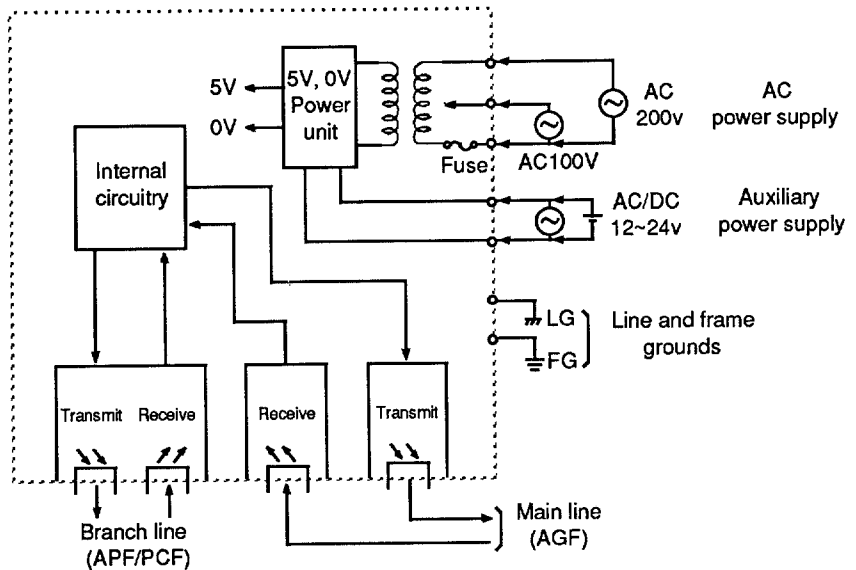 5V
0V
5V, 0V
Power
unit
Fuse
AC100V
AC
200v
AC
power supply
Internal
circuitry
AC/DC
12~24v
Auxiliary
power supply
LG
FG
Line and frame
grounds
Transmit
Receive
Receive
Transmit
Branch line
(APF/PCF)
Main line
(AGF)